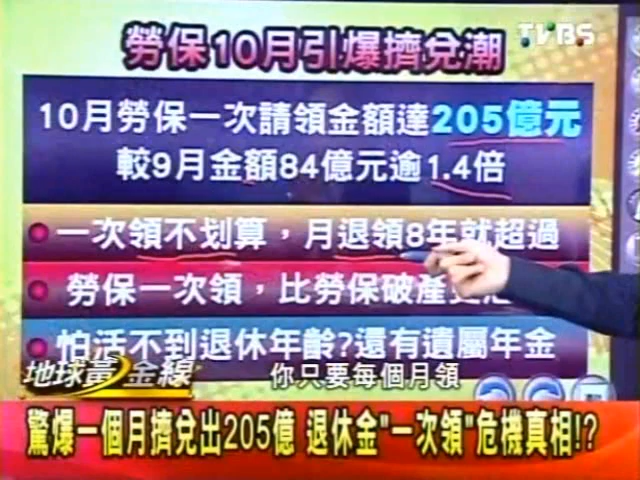 TVBS
勞保10月引爆擠兌潮
10月勞保一次請領金額達205億元
較9月金額84億元逾1.4倍
一次領不划算，月退領8年就超過
勞保一次領，比勞保破產
怕活不到退休年齡?還有遺屬年金
地球黃金線
你只要每個月領
驚爆一個月擠兌出205億 退休金"一次領"危機真相!?